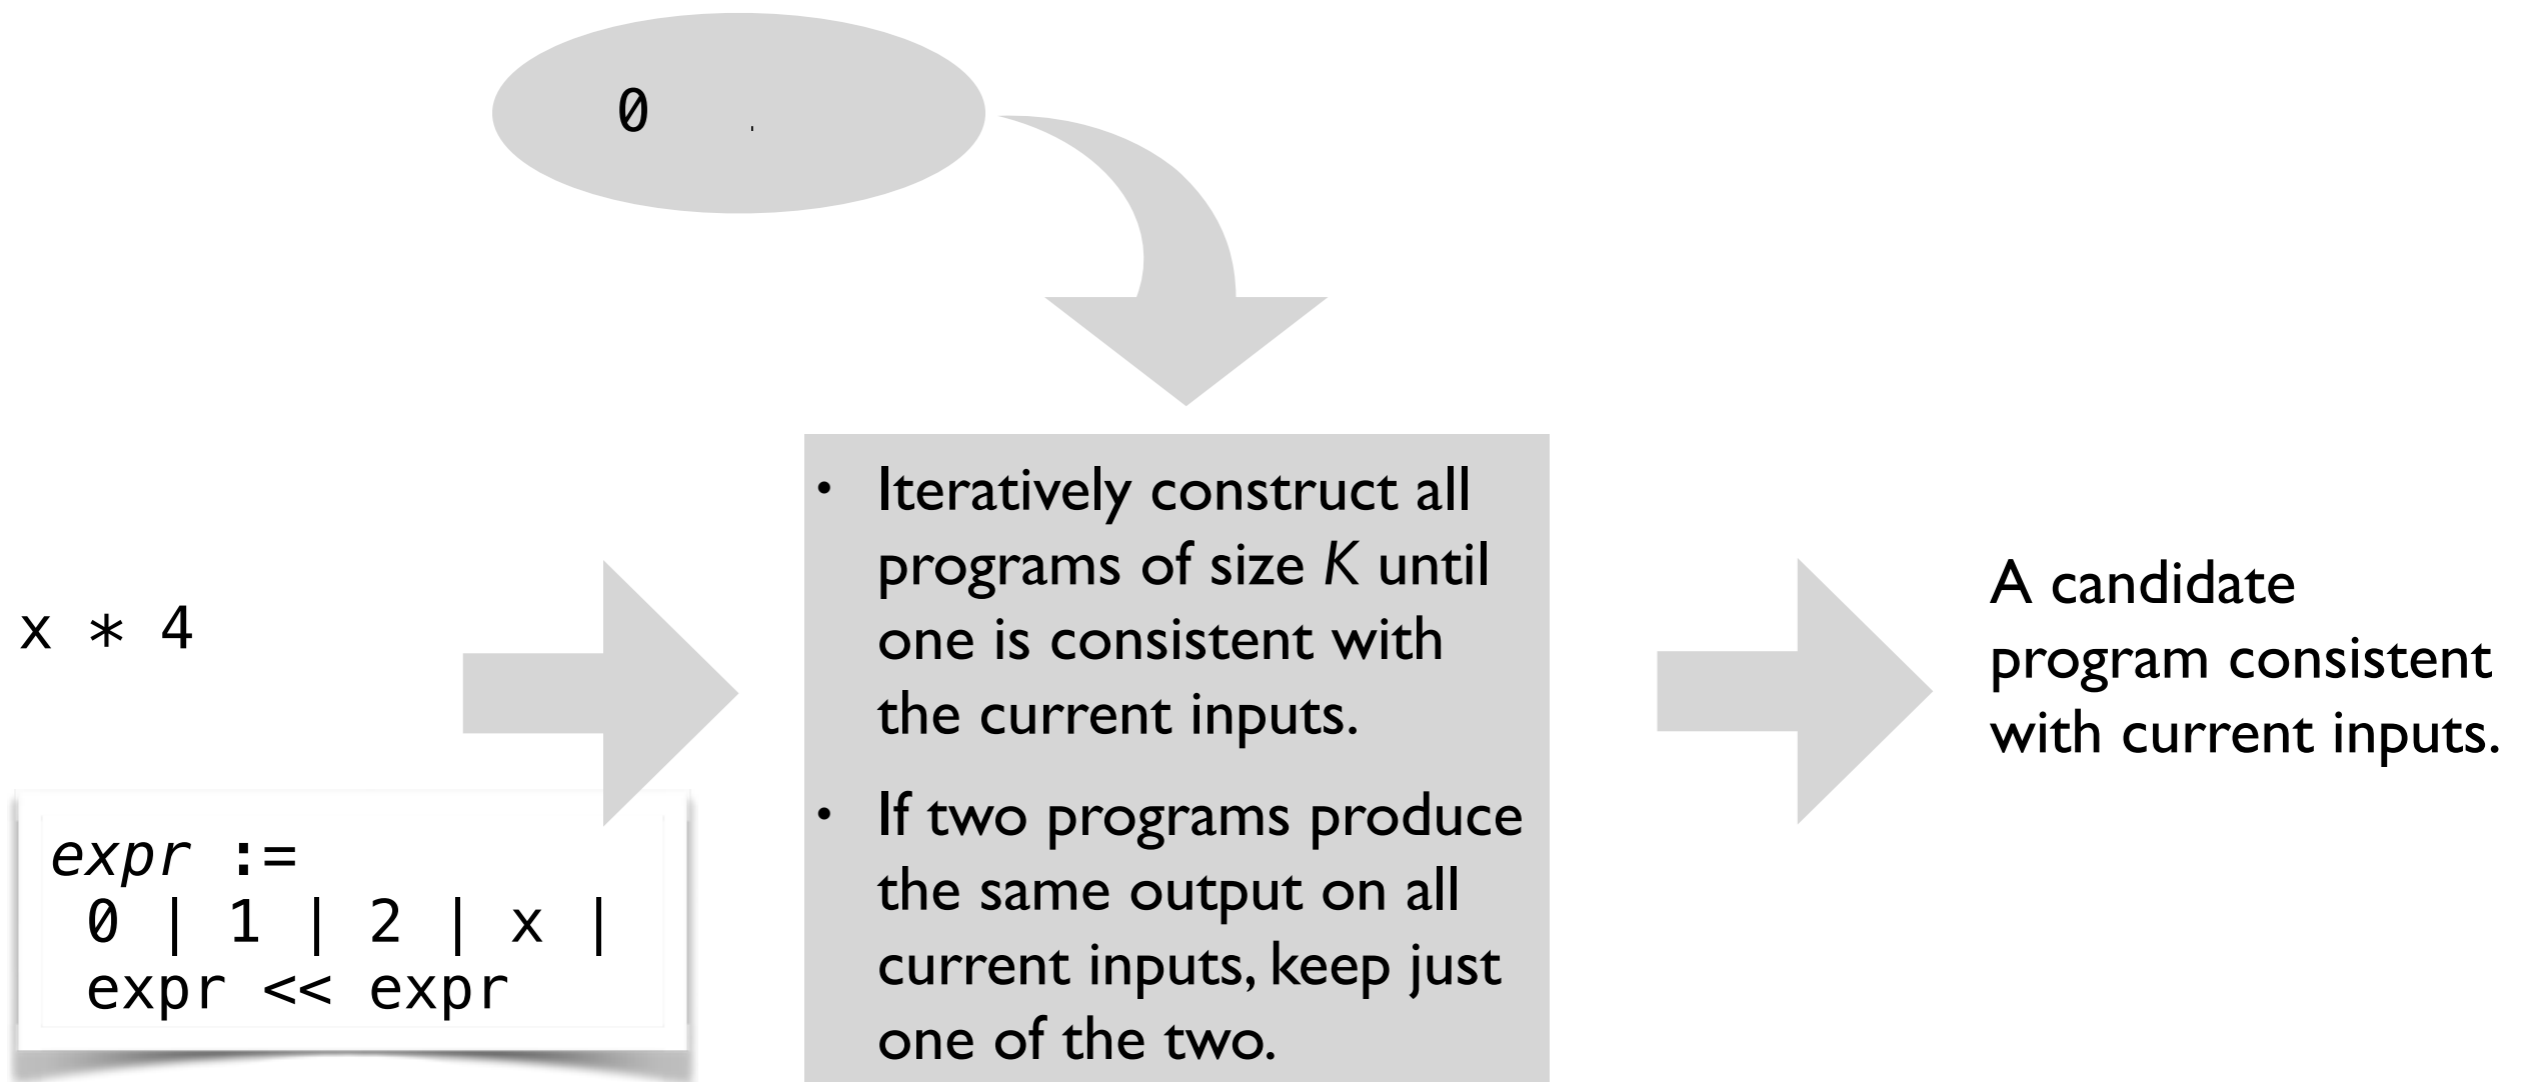 0
x * 4
expr :=
0 | 1 | 2 | x |
expr << expr
• Iteratively construct all
programs of size K until
one is consistent with
the current inputs.
• If two programs produce
the same output on all
current inputs, keep just
one of the two.
A candidate
program consistent
with current inputs.